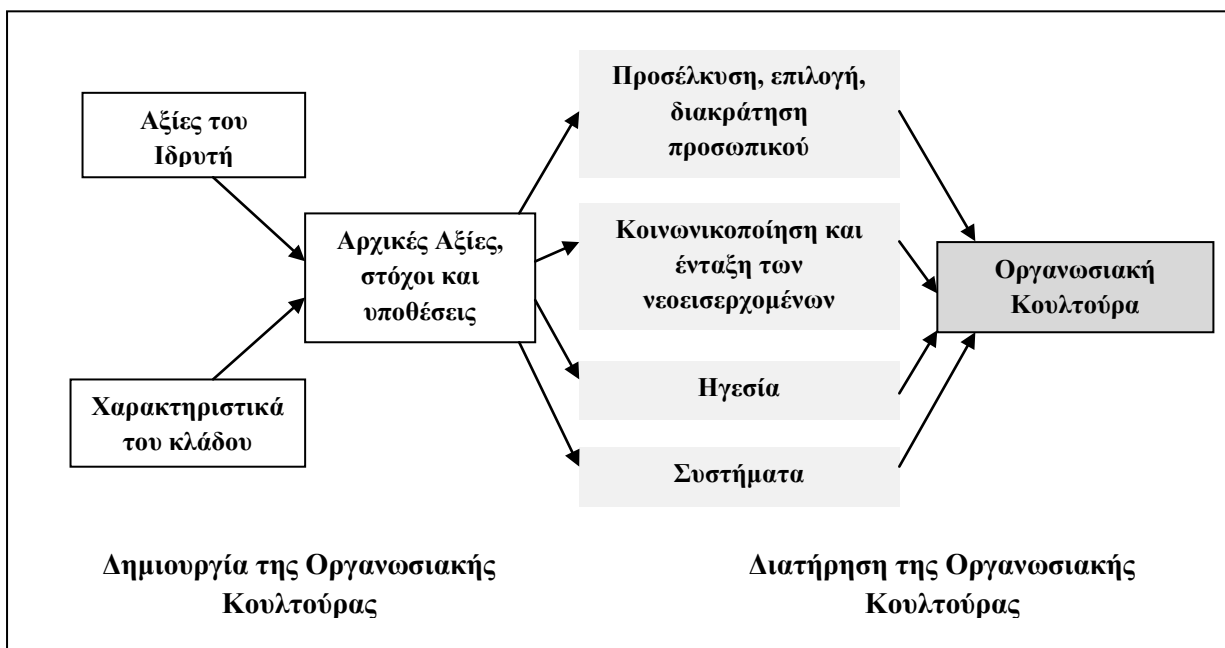 Αξίες του
Ιδρυτή
Χαρακτηριστικά
του κλάδου
Αρχικές Αξίες,
στόχοι και
υποθέσεις
Προσέλκυση, επιλογή,
διακράτηση
προσωπικού
Κοινωνικοποίηση και
ένταξη των
νεοεισερχομένων
Ηγεσία
Συστήματα
Οργανωσιακή
Κουλτούρα
Δημιουργία της Οργανωσιακής
Κουλτούρας
Διατήρηση της Οργανωσιακής
Κουλτούρας